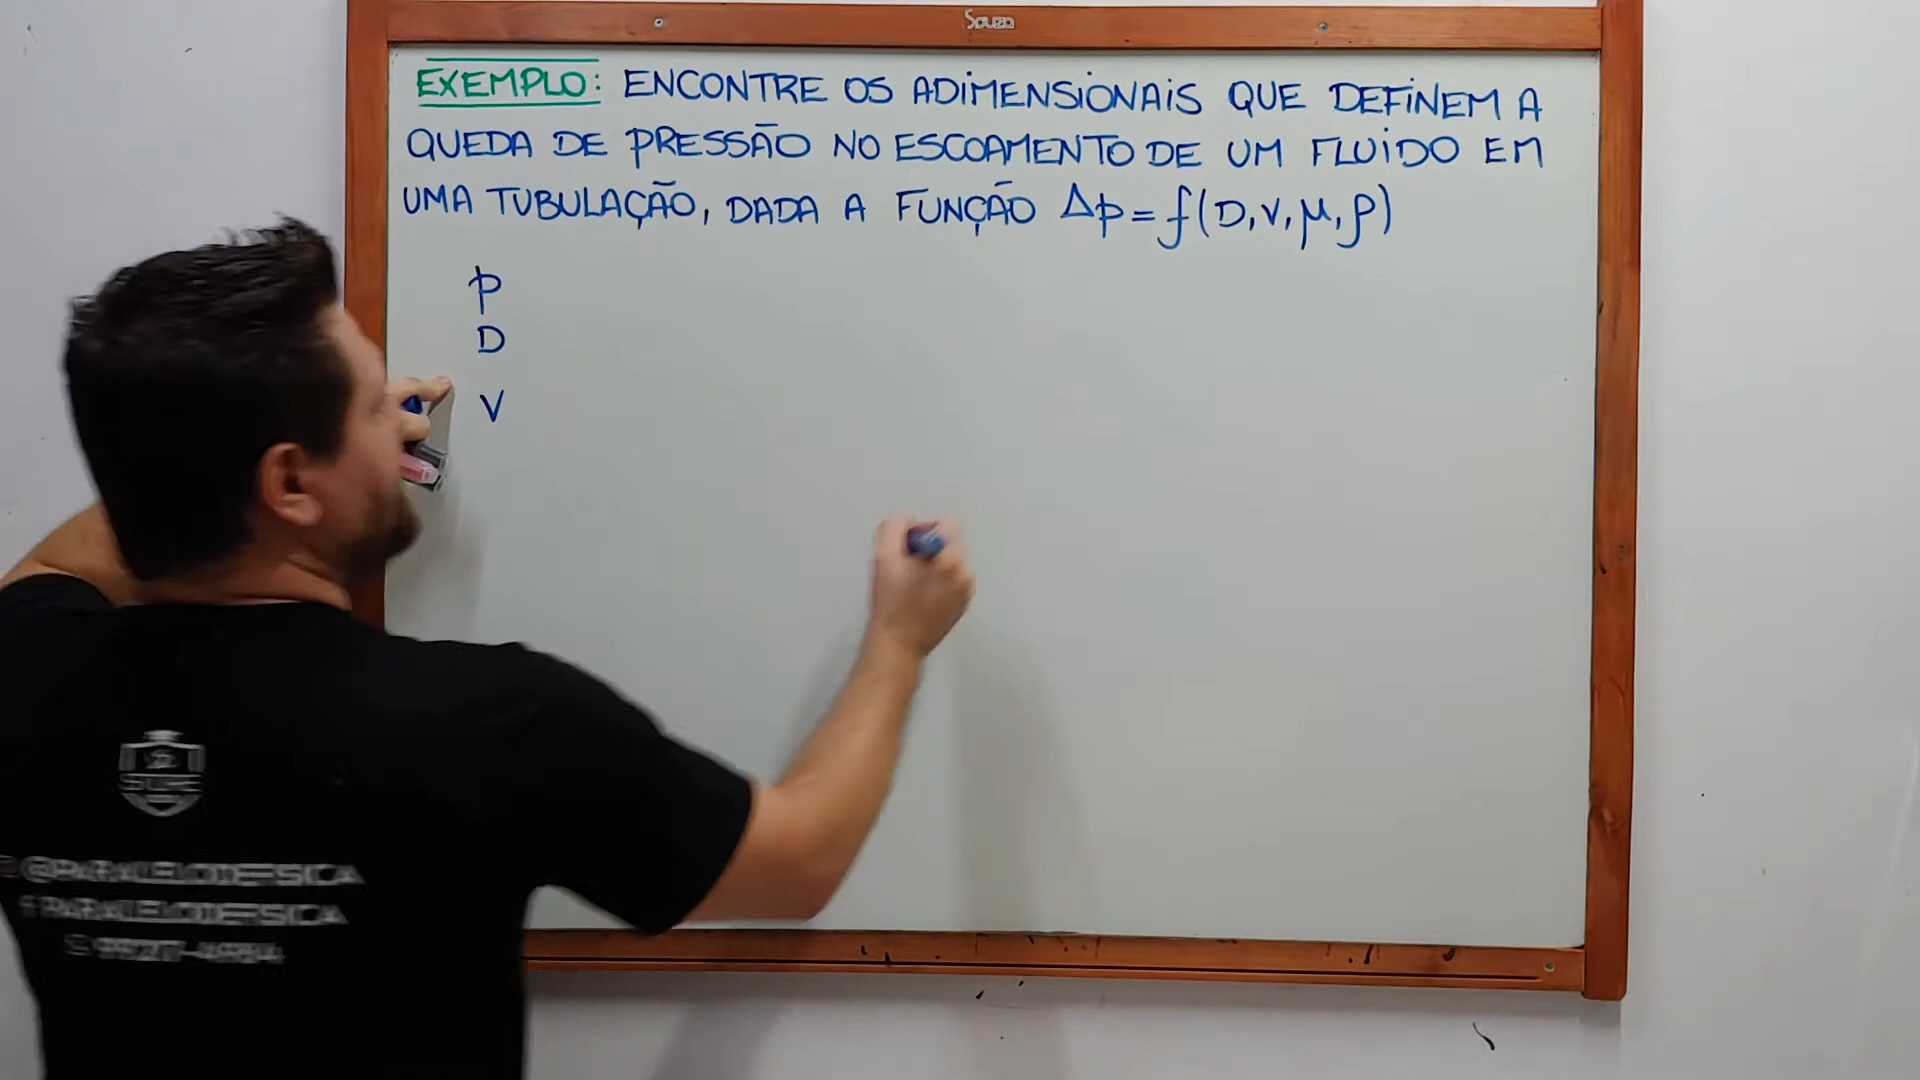 Souza
EXEMPLO: ENCONTRE OS ADIMENSIONAIS QUE DEFINEM A
QUEDA DE PRESSÃO NO ESCOAMENTO DE UM FLUIDO EM
UMA TUBULAÇÃO, DADA A FUNÇÃO Δp = f(D, v, μ, ρ)
p
D
V